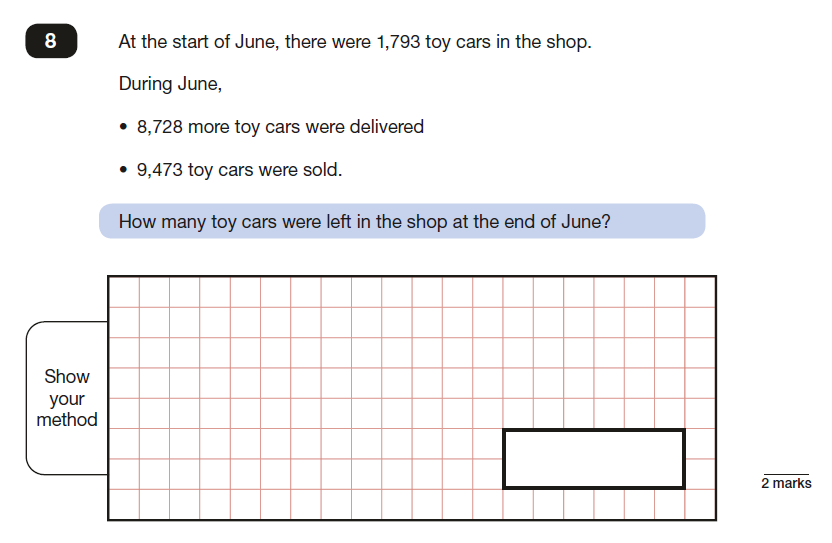 8
At the start of June, there were 1,793 toy cars in the shop.
During June,
• 8,728 more toy cars were delivered
• 9,473 toy cars were sold.
How many toy cars were left in the shop at the end of June?
Show
your
method
2 marks